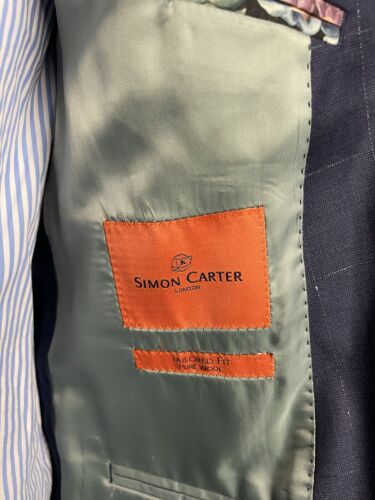 SIMON CARTER
LONDON
TAILORED FIT
PURE WOOL